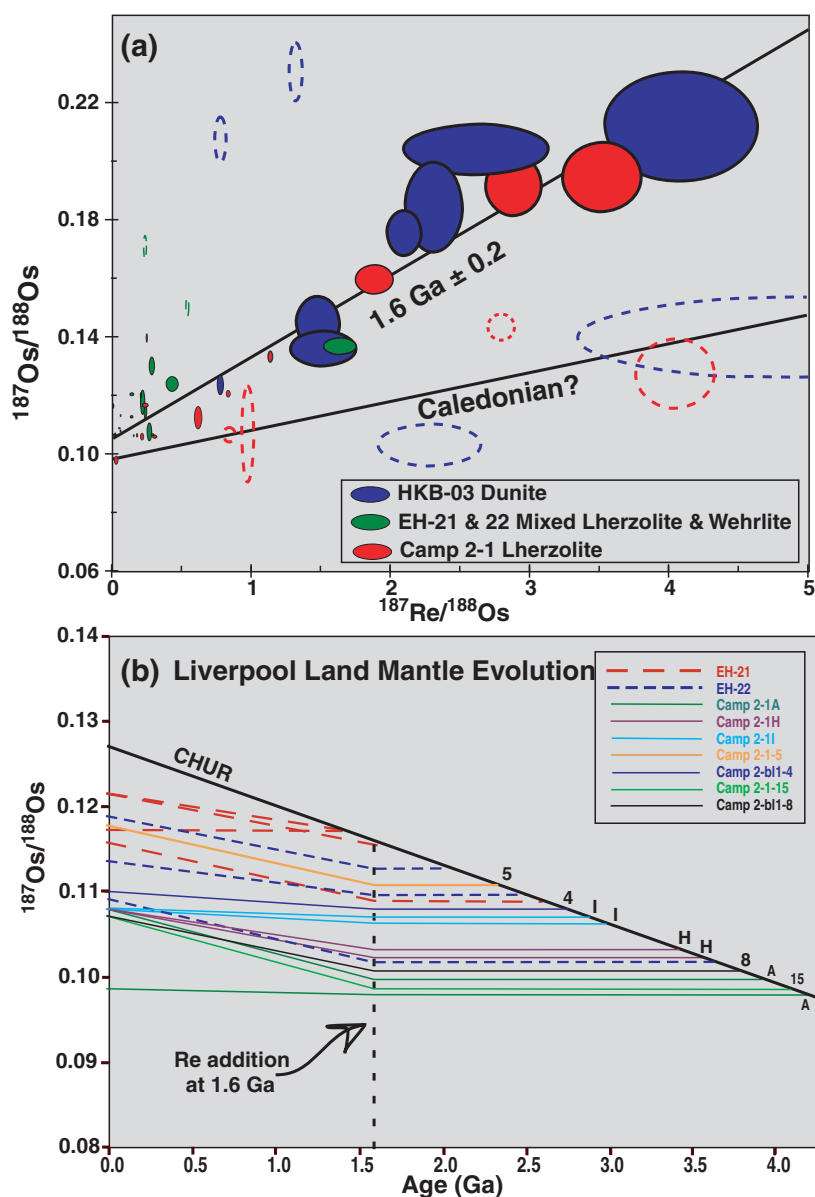 (a)
0.22
0.18
0.14
0.10
0.06
187Os/188Os
1.6 Ga ± 0.2
Caledonian?
HKB-03 Dunite
EH-21 & 22 Mixed Lherzolite & Wehrlite
Camp 2-1 Lherzolite
0
1
2
3
4
5
187Re/188Os
(b) Liverpool Land Mantle Evolution
0.14
0.13
0.12
0.11
0.10
0.09
0.08
187Os/188Os
CHUR
EH-21
EH-22
Camp 2-1A
Camp 2-1H
Camp 2-1I
Camp 2-1-5
Camp 2-bl1-4
Camp 2-1-15
Camp 2-bl1-8
5
4
I
I
H
H
8
A
15
A
Re addition
at 1.6 Ga
0.0
0.5
1.0
1.5
2.0
2.5
3.0
3.5
4.0
Age (Ga)